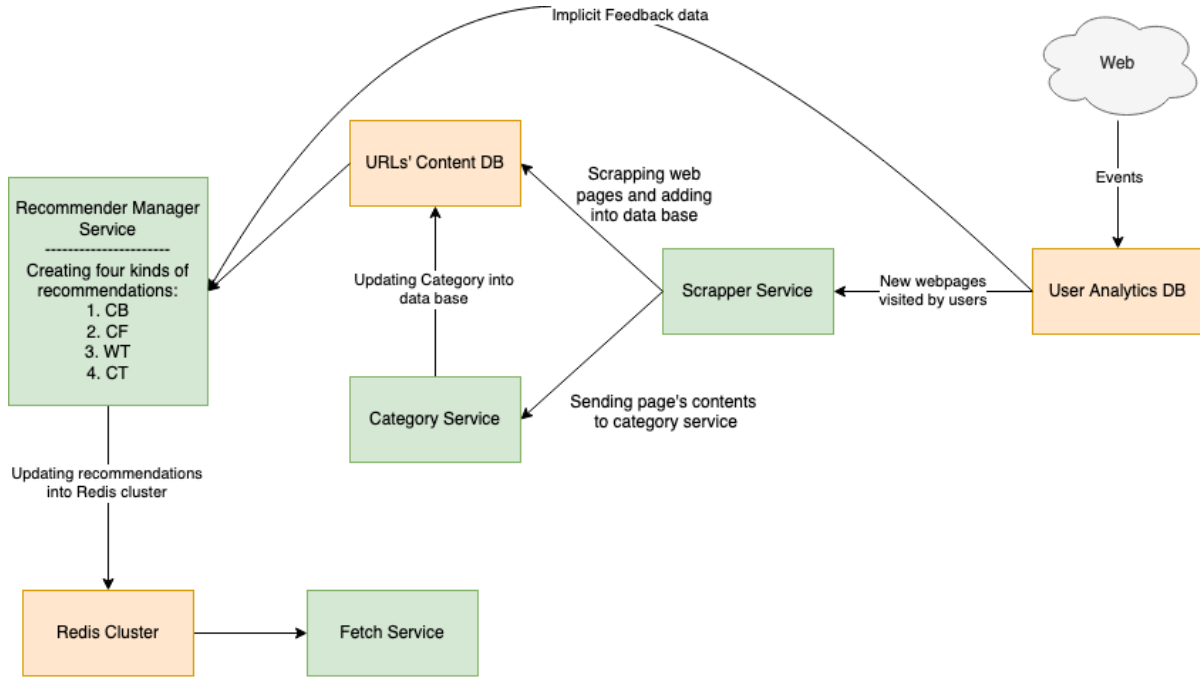 Implicit Feedback data
Web
Events
URLs' Content DB
Scrapping web
pages and adding
into data base
Recommender Manager
Service
----------------------
Creating four kinds of
recommendations:
1. CB
2. CF
3. WT
4. CT
Updating Category into
data base
Scrapper Service
New webpages
visited by users
User Analytics DB
Category Service
Sending page's contents
to category service
Updating recommendations
into Redis cluster
Redis Cluster
Fetch Service